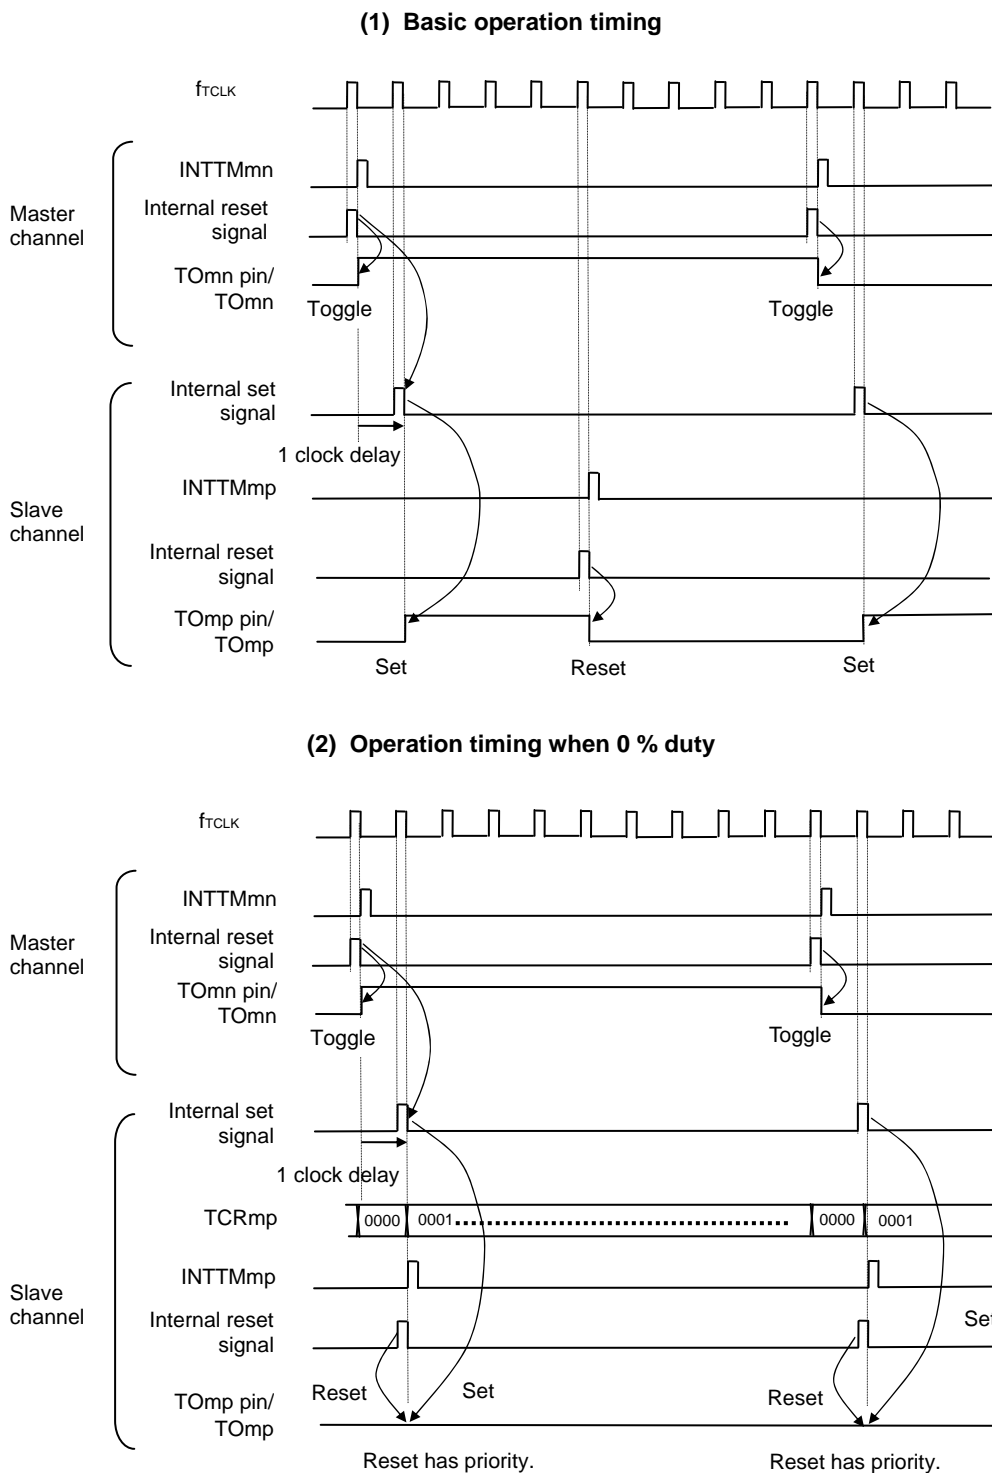 (1) Basic operation timing
fTCLK
INTTMmn
Internal reset
signal
Master
channel
TOmn pin/
TOmn
Toggle
Toggle
Internal set
signal
1 clock delay
INTTMmp
Slave
channel
Internal reset
signal
TOmp pin/
TOmp
Set
Reset
Set
(2) Operation timing when 0 % duty
fTCLK
INTTMmn
Internal reset
signal
Master
channel
TOmn pin/
TOmn
Toggle
Toggle
Internal set
signal
1 clock delay
TCRmp
0000
0001
0000
0001
INTTMmp
Slave
channel
Internal reset
signal
Set
Reset
Set
Reset
TOmp pin/
TOmp
Reset has priority.
Reset has priority.